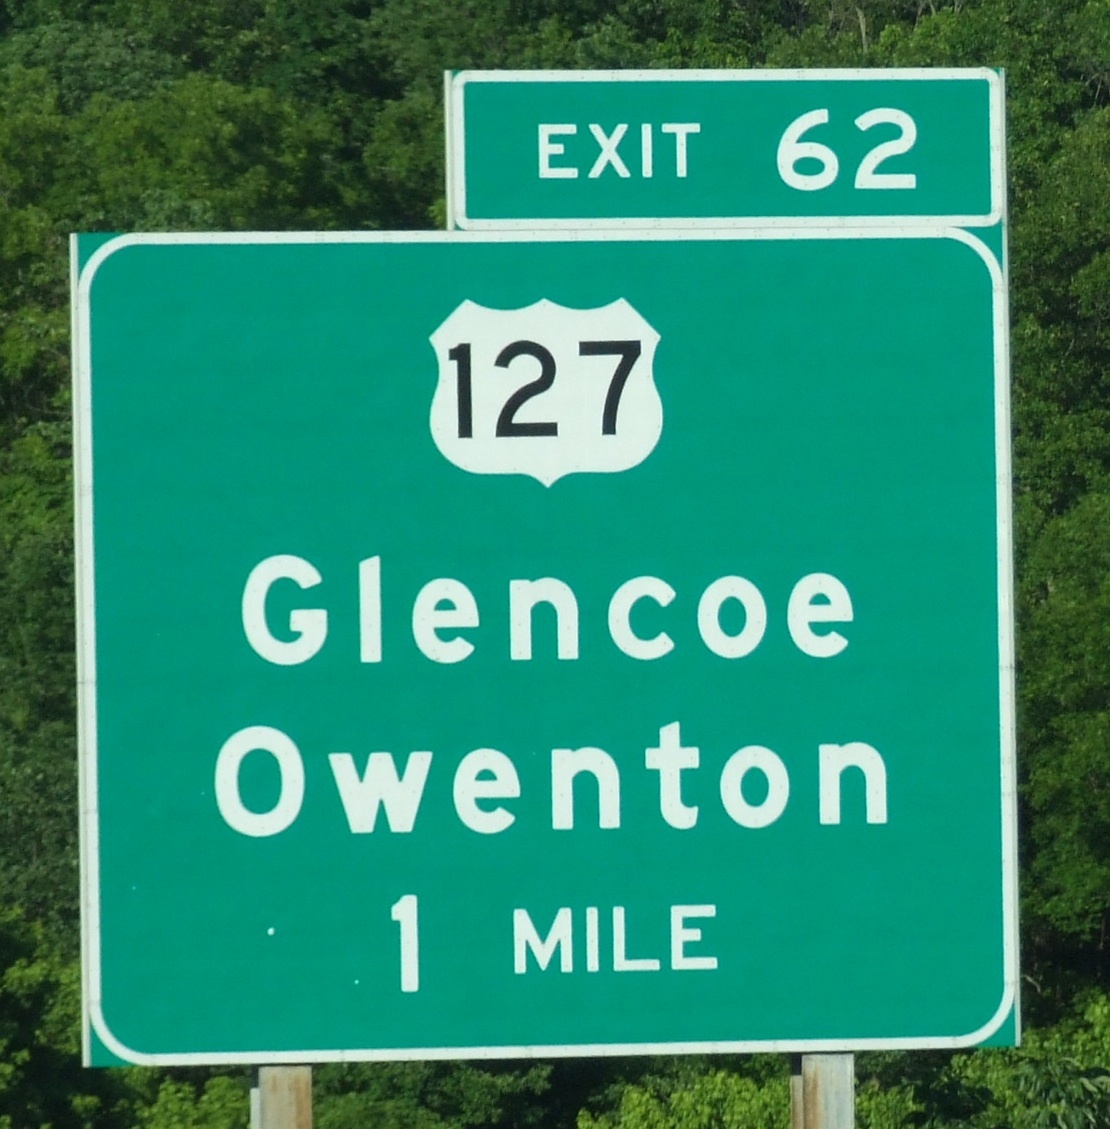 EXIT 62
127
Glencoe
Owenton
1 MILE